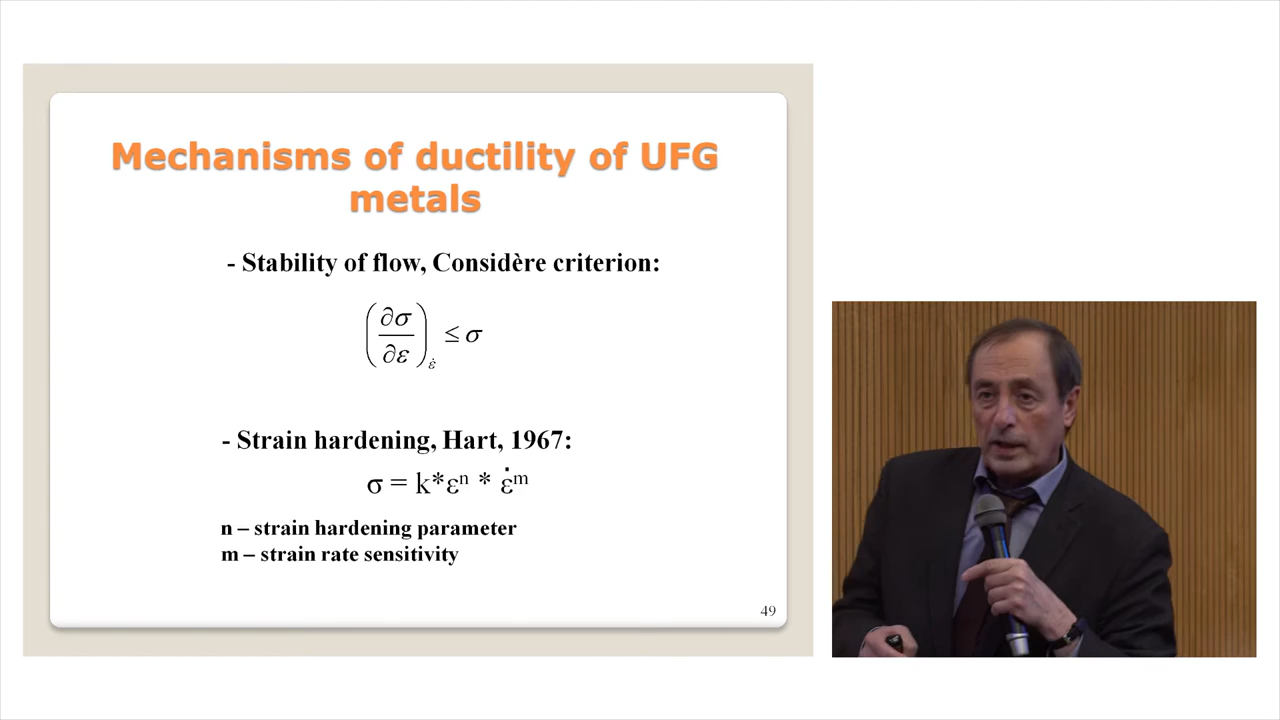 Mechanisms of ductility of UFG
metals
- Stability of flow, Considère criterion:
(∂σ/∂ε)_ε̇ ≤ σ
- Strain hardening, Hart, 1967:
σ = k*εⁿ * ε̇ᵐ
n – strain hardening parameter
m – strain rate sensitivity
49